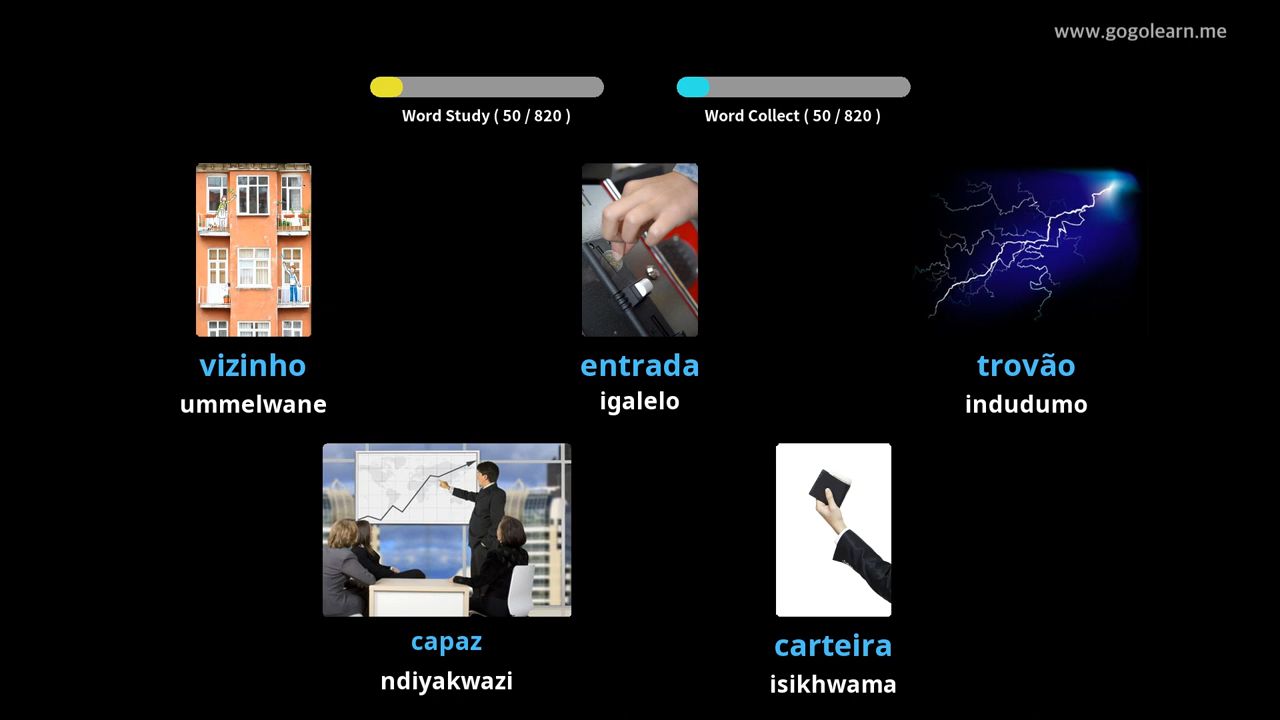 www.gogolearn.me
Word Study ( 50 / 820 )
Word Collect ( 50 / 820 )
vizinho
ummelwane
entrada
igalelo
trovão
indudumo
capaz
ndiyakwazi
carteira
isikhwama